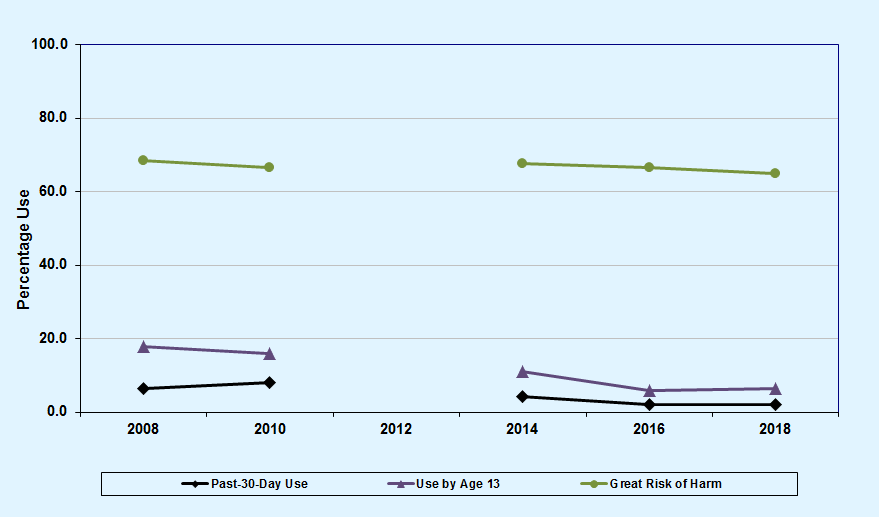 100.0
80.0
60.0
40.0
20.0
0.0
Percentage Use
2008 2010 2012 2014 2016 2018
Past-30-Day Use Use by Age 13 Great Risk of Harm